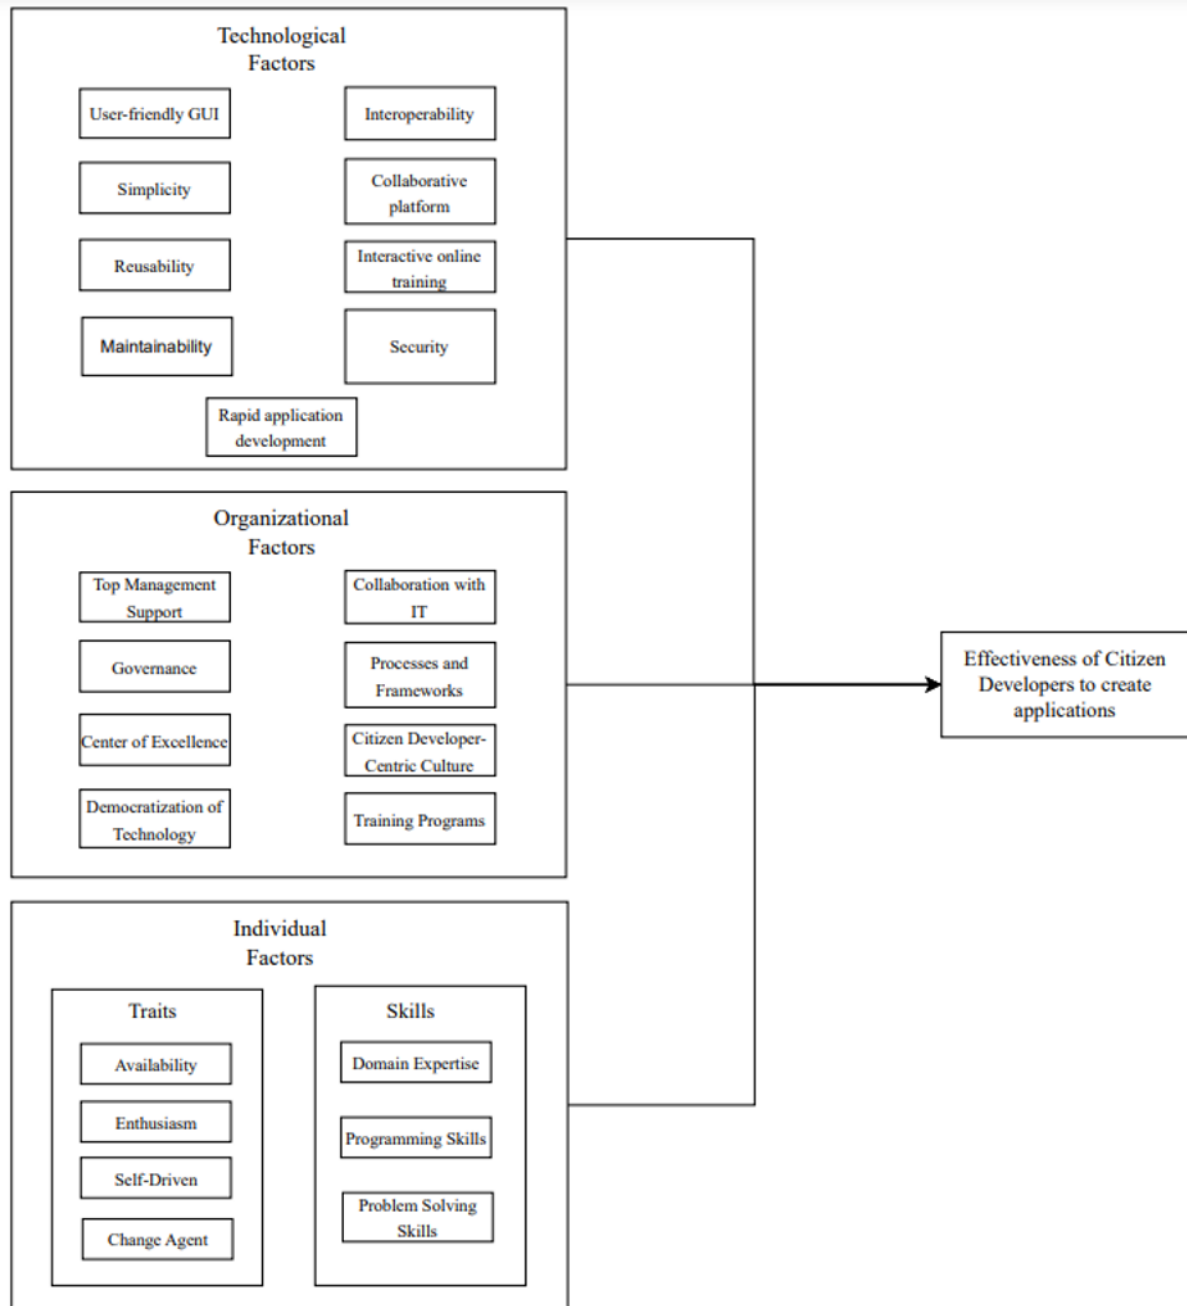 Technological
Factors
User-friendly GUI
Interoperability
Simplicity
Collaborative
platform
Reusability
Interactive online
training
Maintainability
Security
Rapid application
development
Organizational
Factors
Top Management
Support
Collaboration with
IT
Governance
Processes and
Frameworks
Center of Excellence
Citizen Developer-
Centric Culture
Democratization of
Technology
Training Programs
Individual
Factors
Traits
Availability
Enthusiasm
Self-Driven
Change Agent
Skills
Domain Expertise
Programming Skills
Problem Solving
Skills
Effectiveness of Citizen
Developers to create
applications